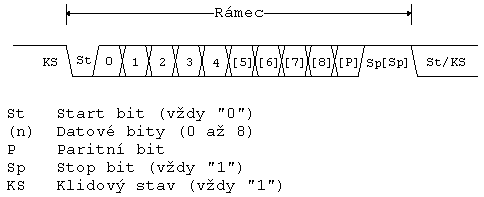 Rámec
KS St 0 1 2 3 4 [5] [6] [7] [8] [P] Sp[Sp] St/KS
St Start bit (vždy "0")
(n) Datové bity (0 až 8)
P Paritní bit
Sp Stop bit (vždy "1")
KS Klidový stav (vždy "1")